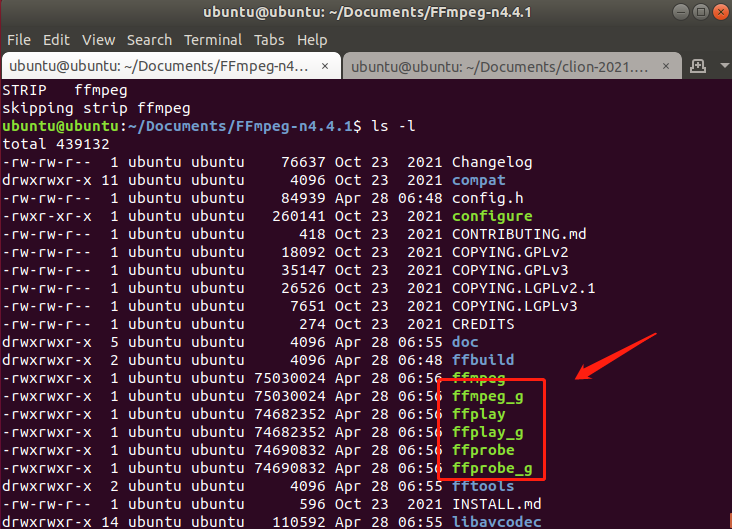 ubuntu@ubuntu: ~/Documents/FFmpeg-n4.4.1
File Edit View Search Terminal Tabs Help
ubuntu@ubuntu: ~/Documents/FFmpeg-n4... × ubuntu@ubuntu: ~/Documents/clion-2021.... ×
STRIP   ffmpeg
skipping strip ffmpeg
ubuntu@ubuntu:~/Documents/FFmpeg-n4.4.1$ ls -l
total 439132
-rw-rw-r--  1 ubuntu ubuntu    76637 Oct 23  2021 Changelog
drwxrwxr-x 11 ubuntu ubuntu     4096 Oct 23  2021 compat
-rw-rw-r--  1 ubuntu ubuntu    84939 Apr 28 06:48 config.h
-rwxr-xr-x  1 ubuntu ubuntu   260141 Oct 23  2021 configure
-rw-rw-r--  1 ubuntu ubuntu      418 Oct 23  2021 CONTRIBUTING.md
-rw-rw-r--  1 ubuntu ubuntu    18092 Oct 23  2021 COPYING.GPLv2
-rw-rw-r--  1 ubuntu ubuntu    35147 Oct 23  2021 COPYING.GPLv3
-rw-rw-r--  1 ubuntu ubuntu    26526 Oct 23  2021 COPYING.LGPLv2.1
-rw-rw-r--  1 ubuntu ubuntu     7651 Oct 23  2021 COPYING.LGPLv3
-rw-rw-r--  1 ubuntu ubuntu      274 Oct 23  2021 CREDITS
drwxrwxr-x  5 ubuntu ubuntu     4096 Apr 28 06:55 doc
drwxrwxr-x  2 ubuntu ubuntu     4096 Apr 28 06:48 ffbuild
-rwxrwxr-x  1 ubuntu ubuntu 75030024 Apr 28 06:56 ffmpeg
-rwxrwxr-x  1 ubuntu ubuntu 75030024 Apr 28 06:56 ffmpeg_g
-rwxrwxr-x  1 ubuntu ubuntu 74682352 Apr 28 06:56 ffplay
-rwxrwxr-x  1 ubuntu ubuntu 74682352 Apr 28 06:56 ffplay_g
-rwxrwxr-x  1 ubuntu ubuntu 74690832 Apr 28 06:56 ffprobe
-rwxrwxr-x  1 ubuntu ubuntu 74690832 Apr 28 06:56 ffprobe_g
drwxrwxr-x  2 ubuntu ubuntu     4096 Apr 28 06:55 fftools
-rw-rw-r--  1 ubuntu ubuntu      596 Oct 23  2021 INSTALL.md
drwxrwxr-x 14 ubuntu ubuntu   110592 Apr 28 06:56 libavcodec